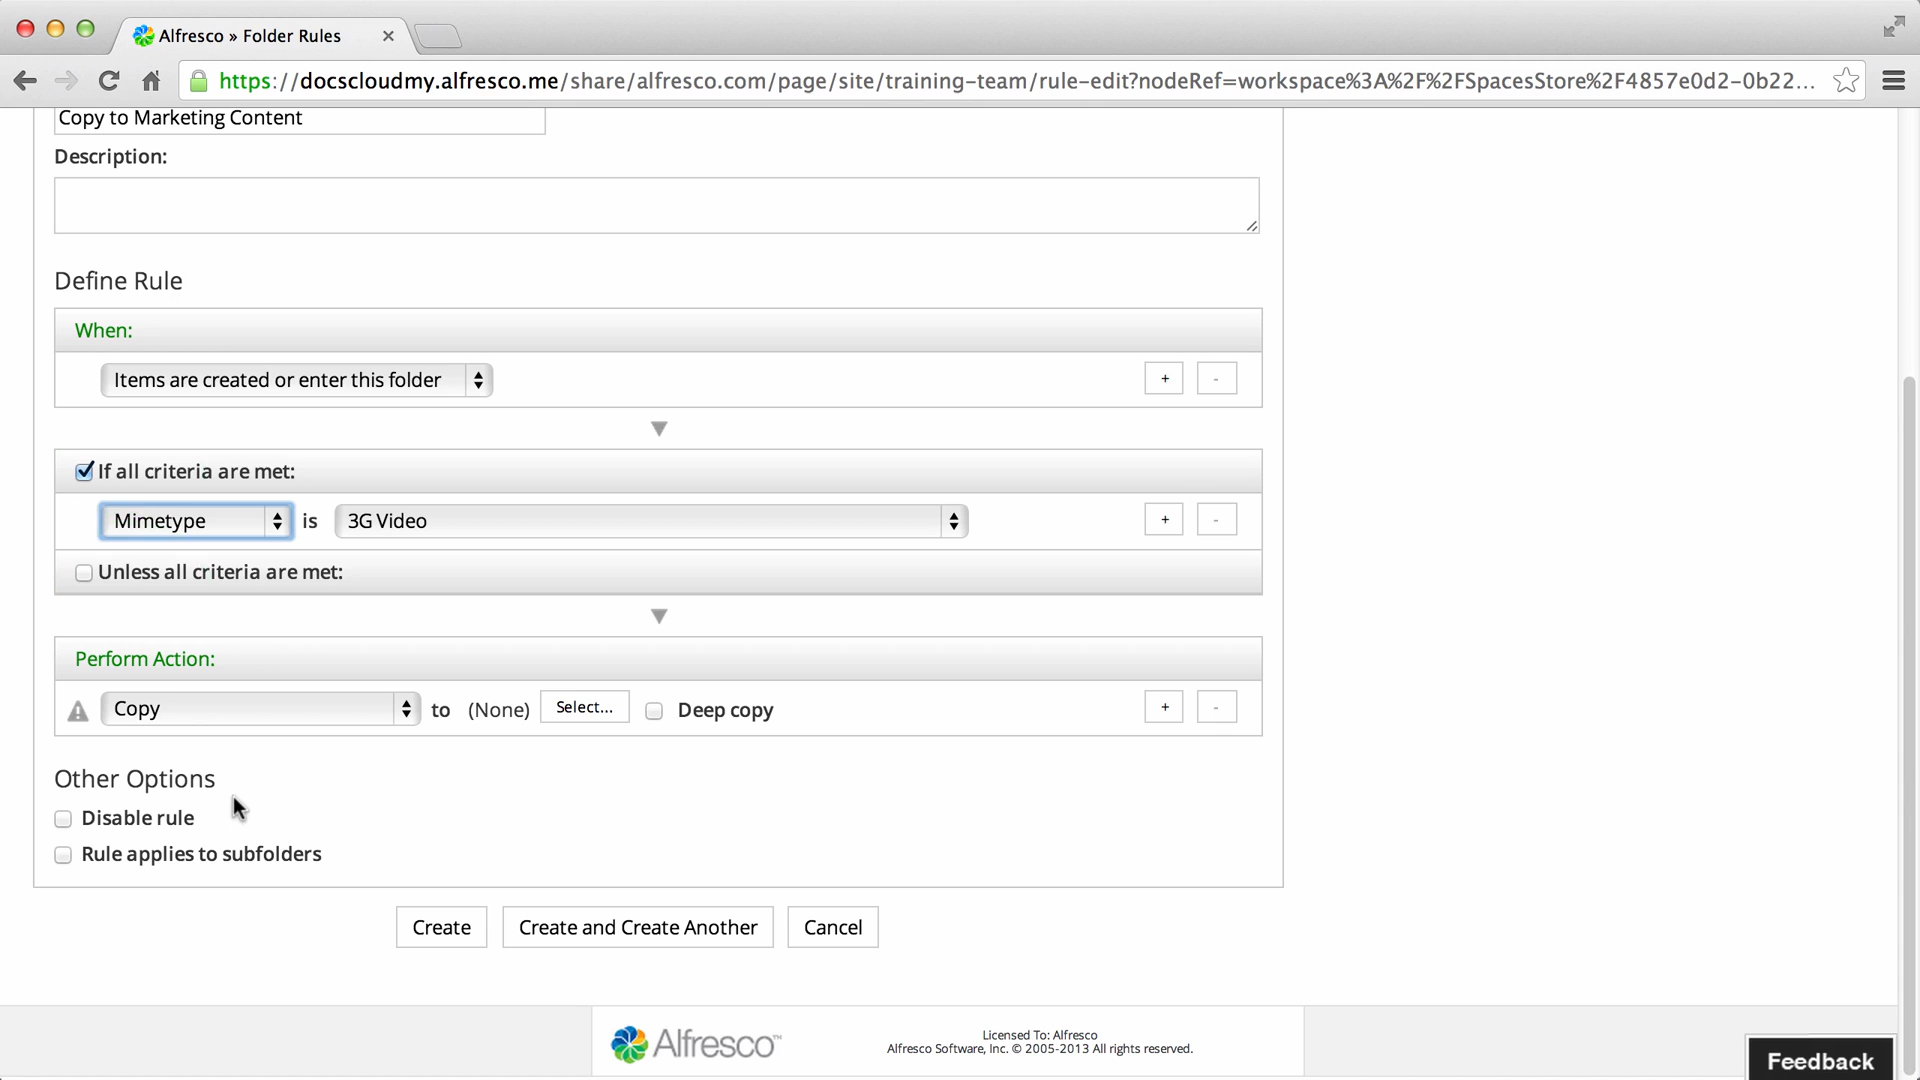 Alfresco » Folder Rules
https://docscloudmy.alfresco.me/share/alfresco.com/page/site/training-team/rule-edit?nodeRef=workspace%3A%2F%2FSpacesStore%2F4857e0d2-0b22...
Copy to Marketing Content
Description:
Define Rule
When:
Items are created or enter this folder + -
If all criteria are met:
Mimetype is 3G Video + -
Unless all criteria are met:
Perform Action:
Copy to (None) Select... Deep copy + -
Other Options
Disable rule
Rule applies to subfolders
Create Create and Create Another Cancel
Alfresco™
Licensed To: Alfresco
Alfresco Software, Inc. © 2005-2013 All rights reserved.
Feedback